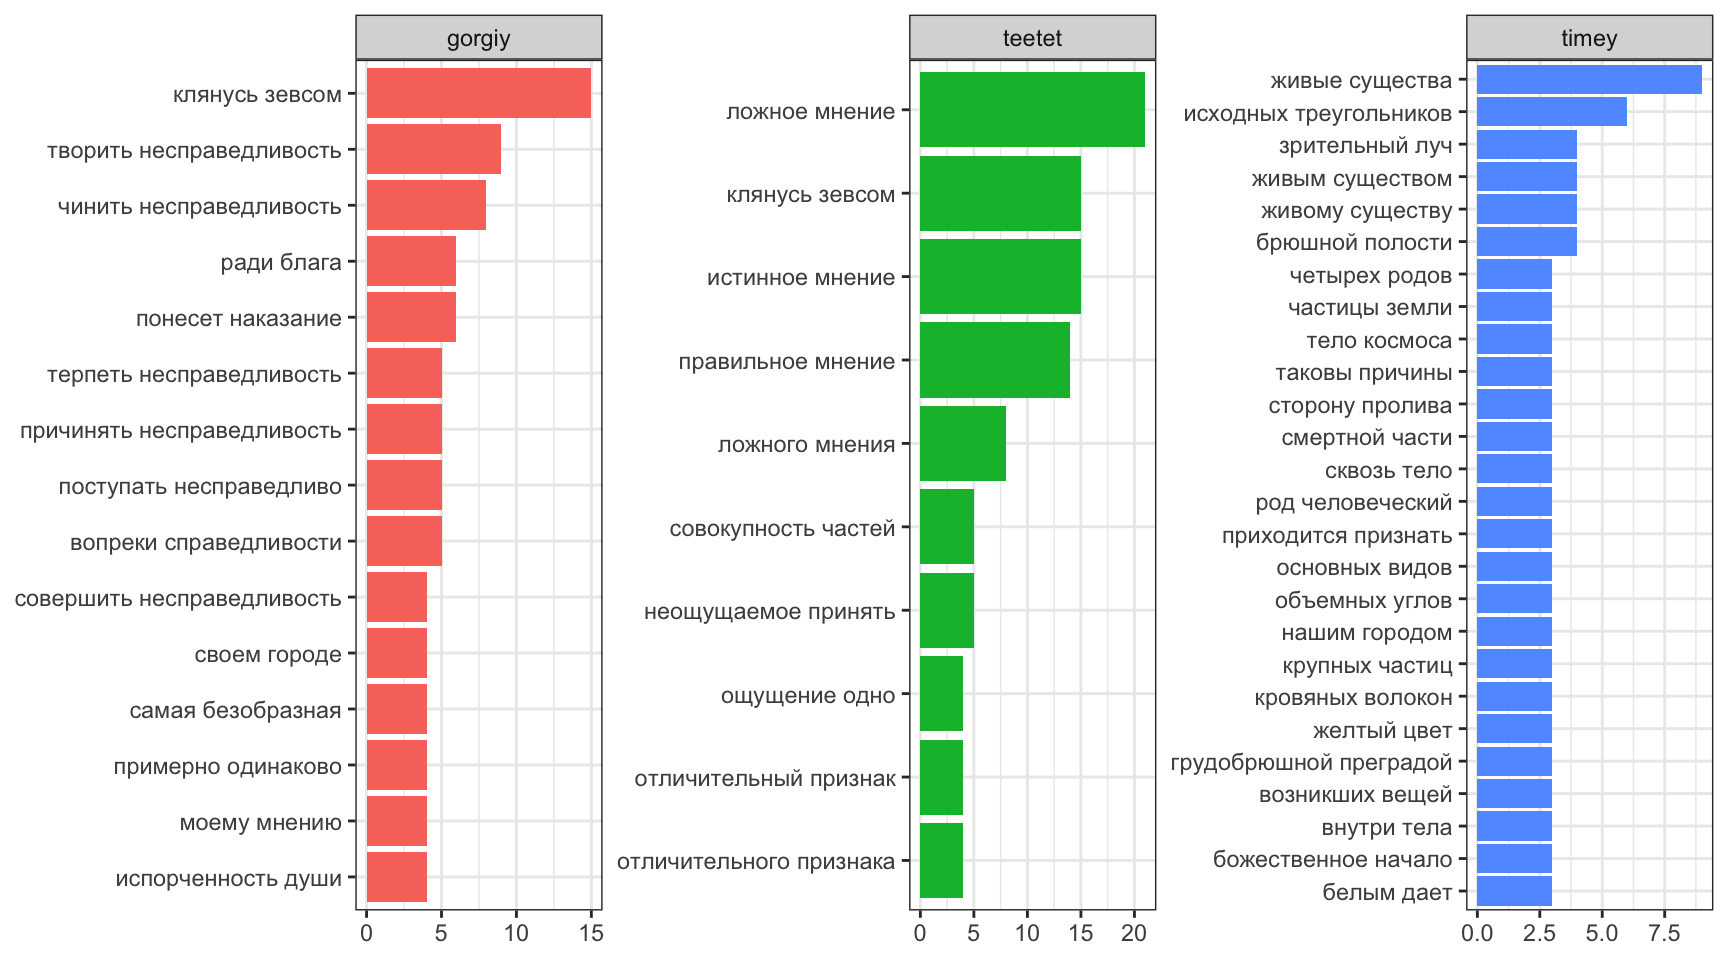 gorgiy
клянусь зевсом
творить несправедливость
чинить несправедливость
ради блага
понесет наказание
терпеть несправедливость
причинять несправедливость
поступать несправедливо
вопреки справедливости
совершить несправедливость
своем городе
самая безобразная
примерно одинаково
моему мнению
испорченность души
0 5 10 15
teetet
ложное мнение
клянусь зевсом
истинное мнение
правильное мнение
ложного мнения
совокупность частей
неощущаемое принять
ощущение одно
отличительный признак
отличительного признака
0 5 10 15 20
timey
живые существа
исходных треугольников
зрительный луч
живым существом
живому существу
брюшной полости
четырех родов
частицы земли
тело космоса
таковы причины
сторону пролива
смертной части
сквозь тело
род человеческий
приходится признать
основных видов
объемных углов
нашим городом
крупных частиц
кровяных волокон
желтый цвет
грудобрюшной преградой
возникших вещей
внутри тела
божественное начало
белым дает
0.0 2.5 5.0 7.5